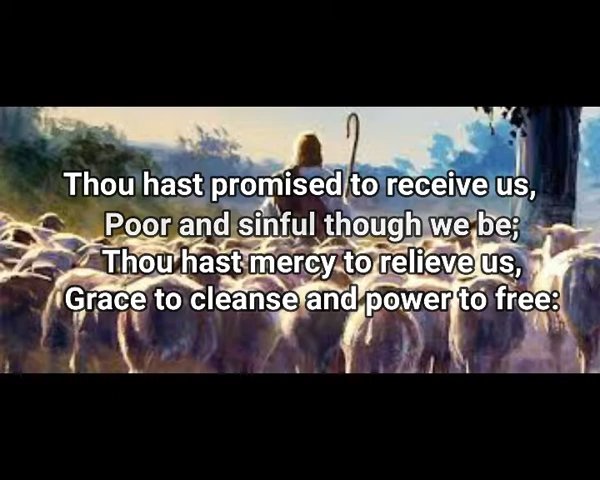 Thou hast promised to receive us,
Poor and sinful though we be;
Thou hast mercy to relieve us,
Grace to cleanse and power to free: